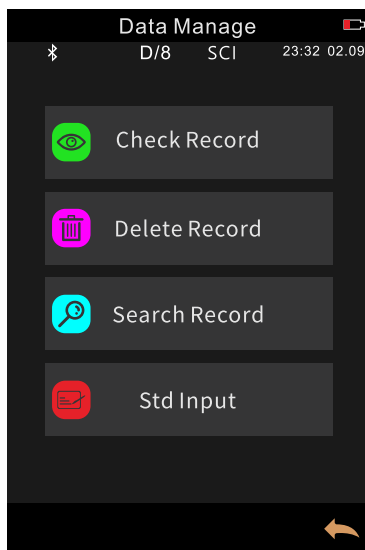 Data Manage
D/8 SCI 23:32 02.09
Check Record
Delete Record
Search Record
Std Input